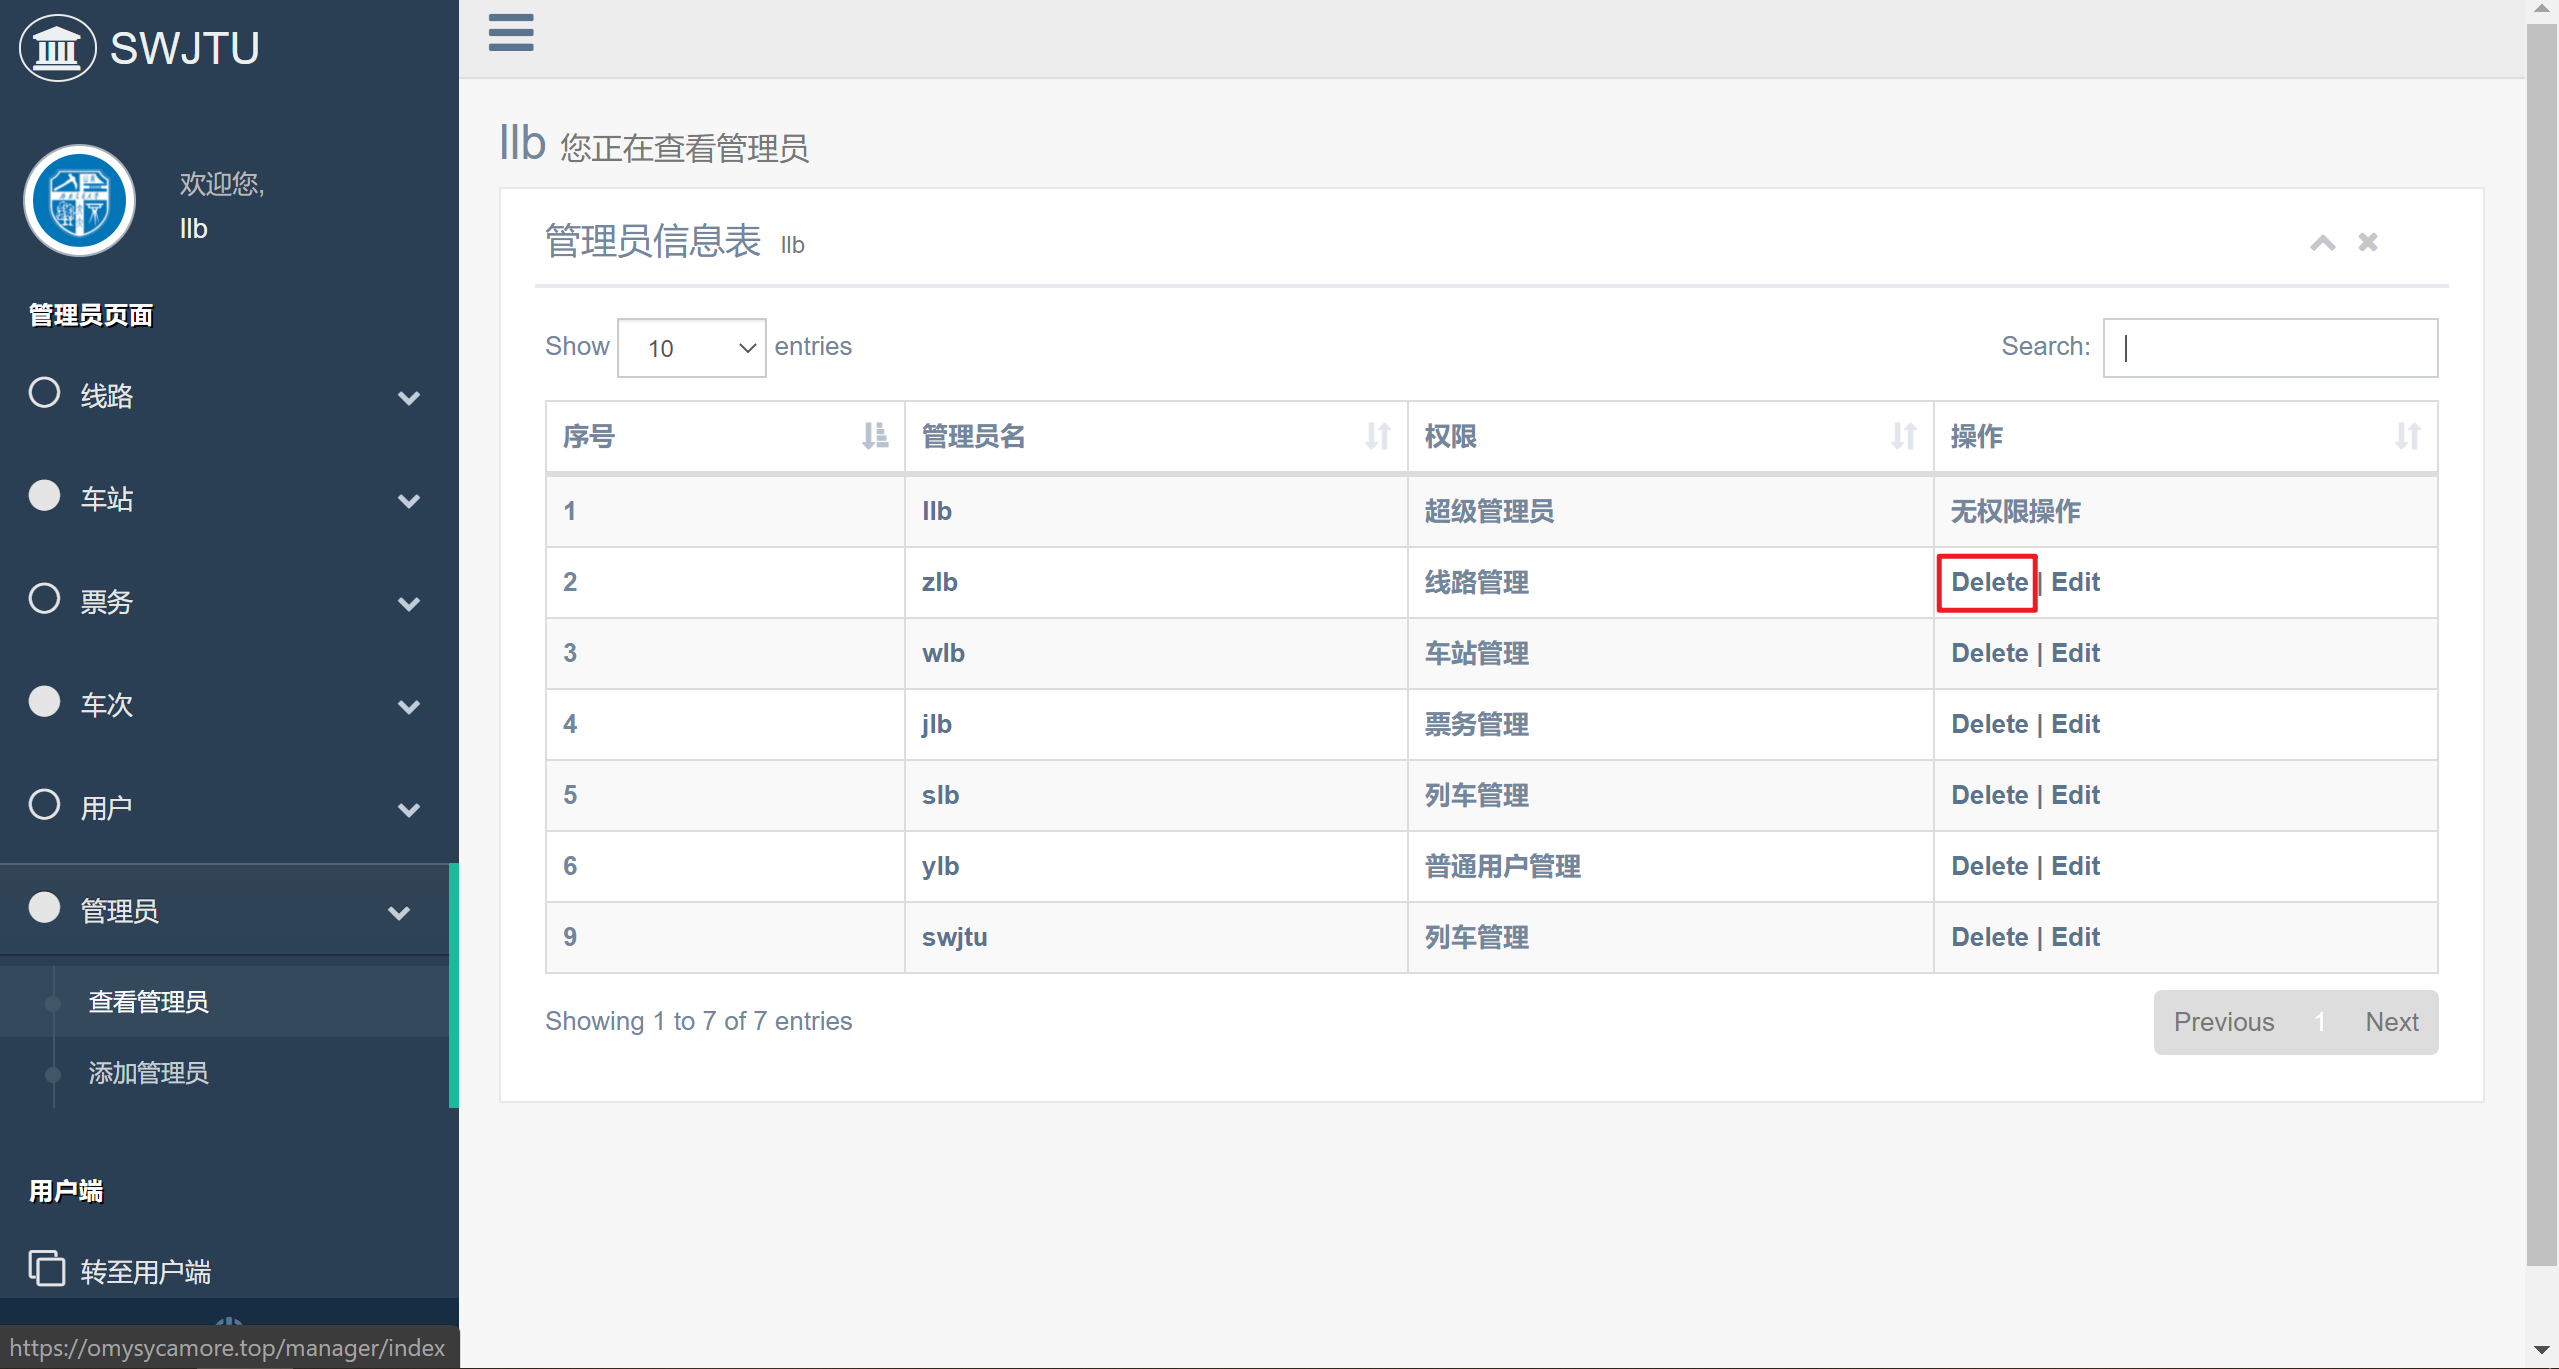 SWJTU
欢迎您,
llb
管理员页面
线路
车站
票务
车次
用户
管理员
查看管理员
添加管理员
用户端
转至用户端
https://omysycamore.top/manager/index
llb 您正在查看管理员
管理员信息表 llb
Show 10 entries
Search:
序号 管理员名 权限 操作
1 llb 超级管理员 无权限操作
2 zlb 线路管理 Delete | Edit
3 wlb 车站管理 Delete | Edit
4 jlb 票务管理 Delete | Edit
5 slb 列车管理 Delete | Edit
6 ylb 普通用户管理 Delete | Edit
9 swjtu 列车管理 Delete | Edit
Showing 1 to 7 of 7 entries
Previous 1 Next